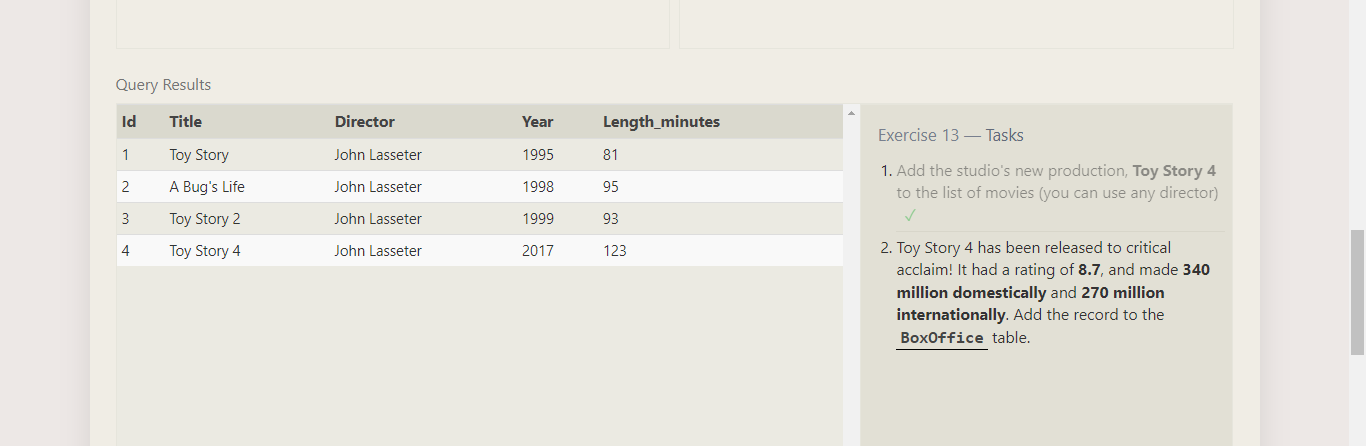 Query Results
Id Title Director Year Length_minutes
1 Toy Story John Lasseter 1995 81
2 A Bug's Life John Lasseter 1998 95
3 Toy Story 2 John Lasseter 1999 93
4 Toy Story 4 John Lasseter 2017 123
Exercise 13 — Tasks
1. Add the studio's new production, Toy Story 4
to the list of movies (you can use any director)
✓
2. Toy Story 4 has been released to critical
acclaim! It had a rating of 8.7, and made 340
million domestically and 270 million
internationally. Add the record to the
BoxOffice table.